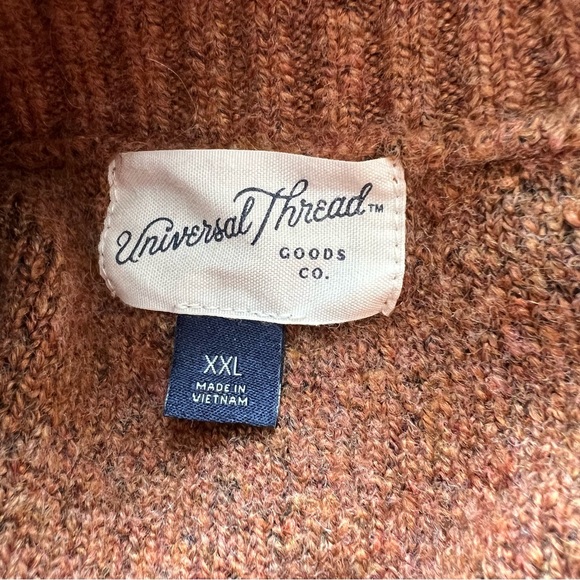 Universal Thread™
GOODS
CO.
XXL
MADE IN
VIETNAM